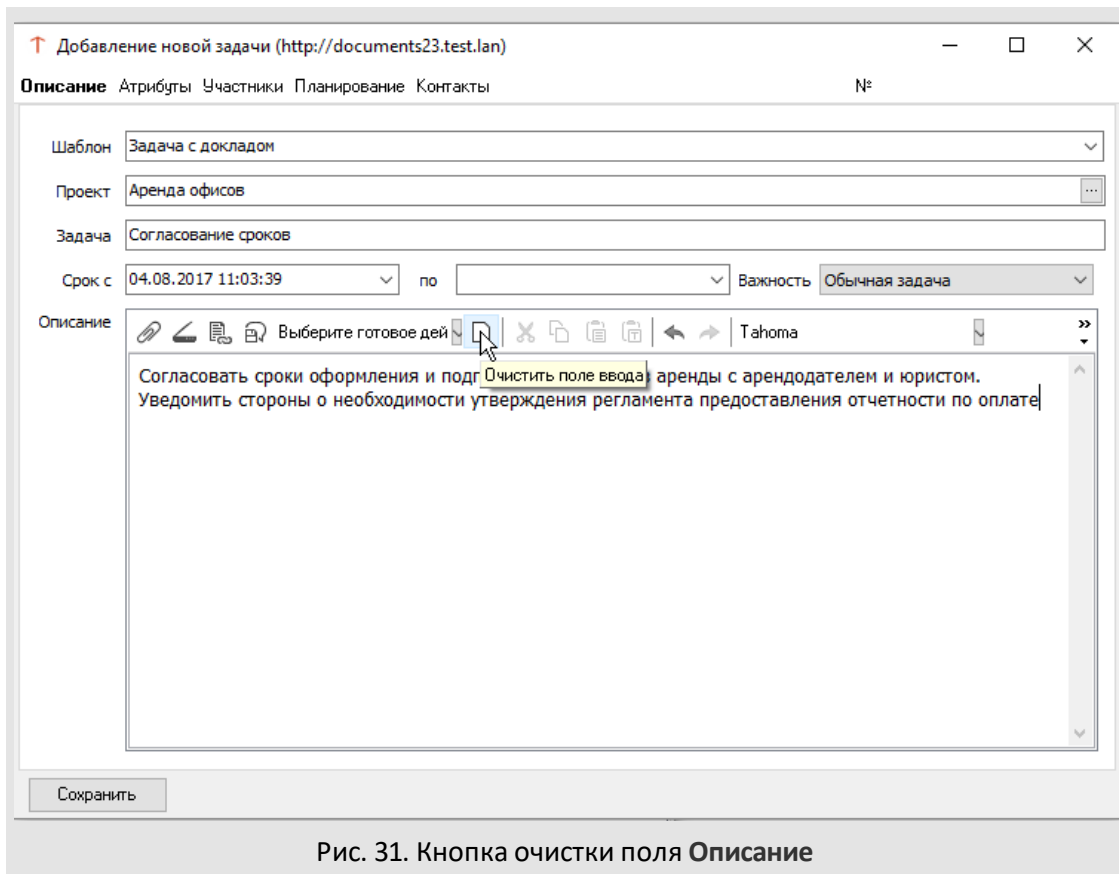 Добавление новой задачи (http://documents23.test.lan)
Описание Атрибуты Участники Планирование Контакты №
Шаблон Задача с докладом
Проект Аренда офисов ...
Задача Согласование сроков
Срок с 04.08.2017 11:03:39 по Важность Обычная задача
Описание Выберите готовое дей Tahoma
Очистить поле ввода
Согласовать сроки оформления и аренды с арендодателем и юристом.
Уведомить стороны о необходимости утверждения регламента предоставления отчетности по оплате
Сохранить
Рис. 31. Кнопка очистки поля Описание